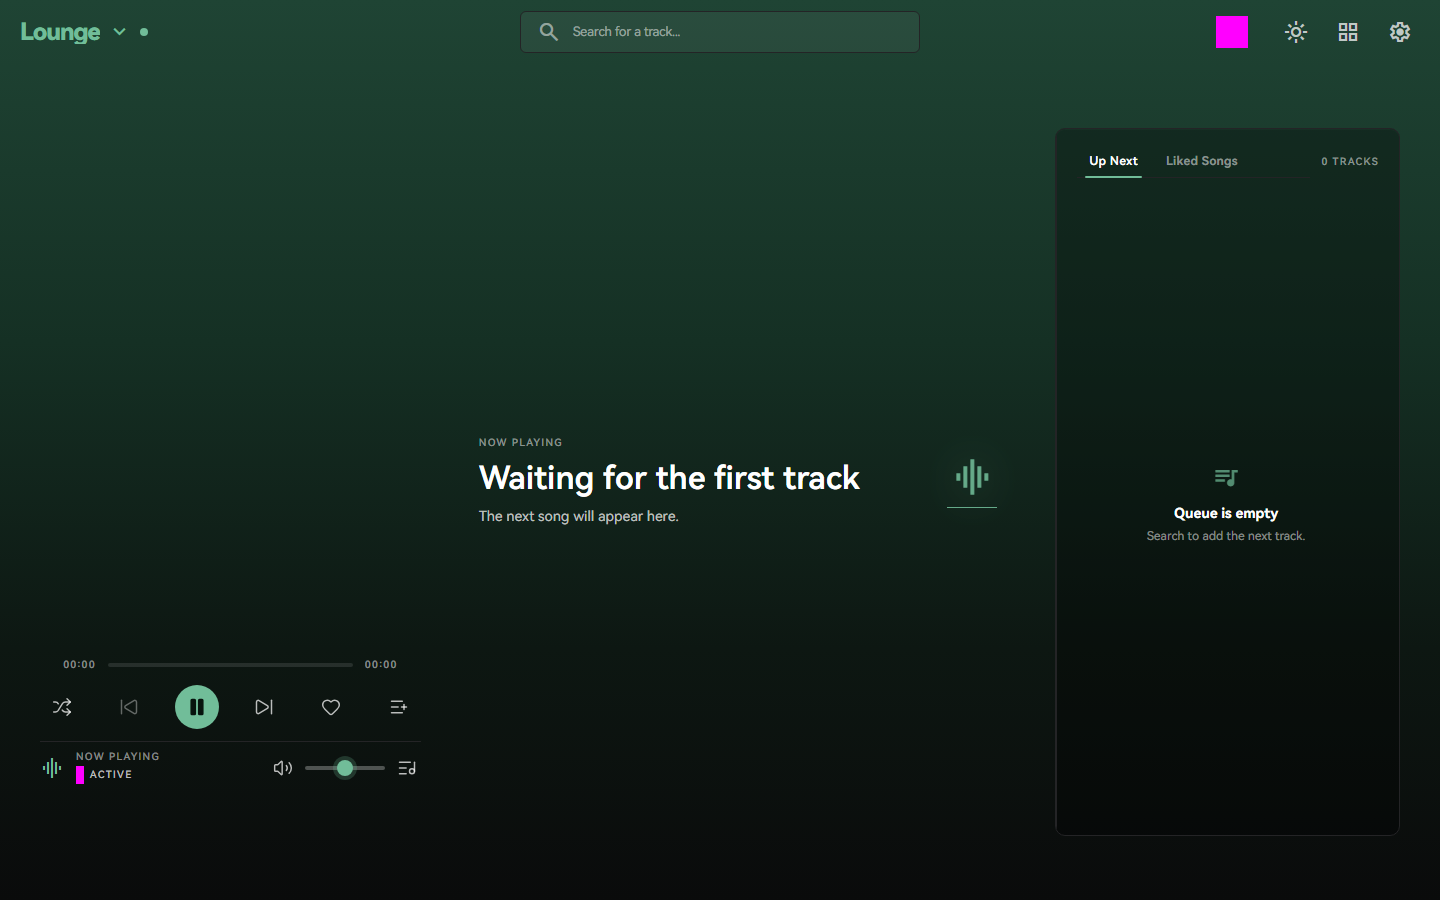 Lounge
Search for a track...
Up Next
Liked Songs
0 TRACKS
NOW PLAYING
Waiting for the first track
The next song will appear here.
Queue is empty
Search to add the next track.
00:00
00:00
NOW PLAYING
ACTIVE